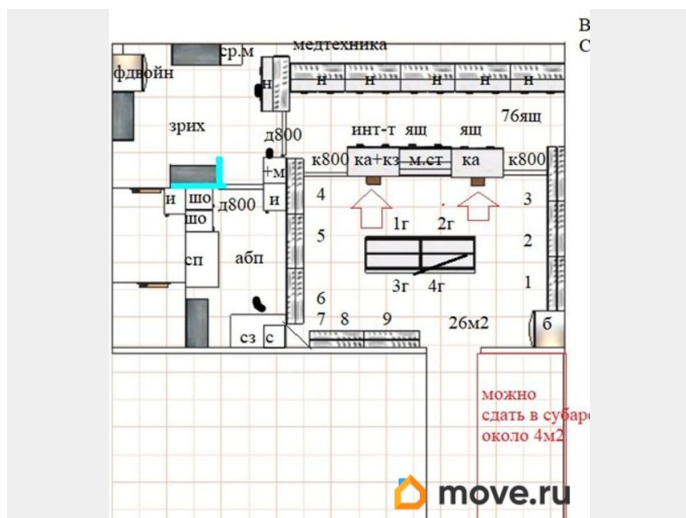 В
С
ср.м
медтехника
фдвойн
н
н
н
н
н
н
76ящ
зрих
д800
инт-т ящ ящ
к800 ка+кз м.ст ка к800
+м
и шо д800 и
шо
4
3
1г 2г
5
2
сп абп
3г 4г
1
6
7 8 9 26м2 б
сз с
можно
сдать в субаре
около 4м2
move.ru